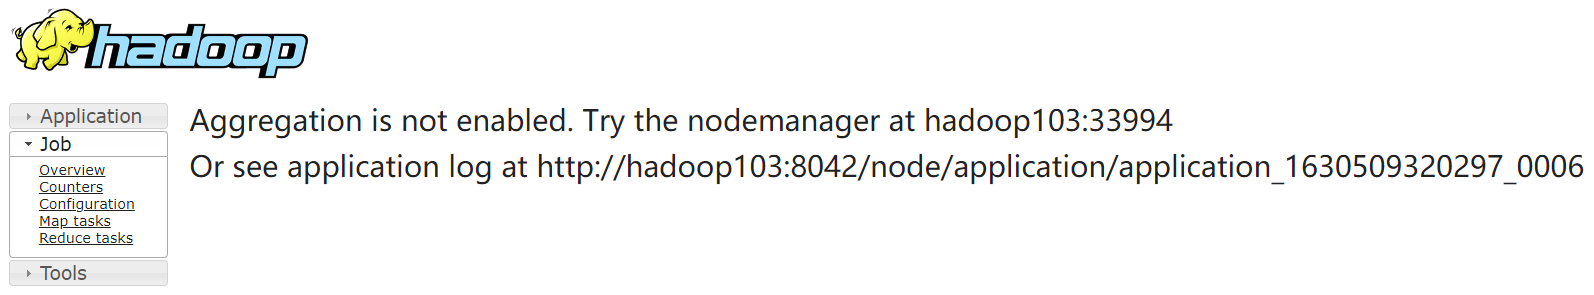 hadoop
Application
Job
Overview
Counters
Configuration
Map tasks
Reduce tasks
Tools
Aggregation is not enabled. Try the nodemanager at hadoop103:33994
Or see application log at http://hadoop103:8042/node/application/application_1630509320297_0006